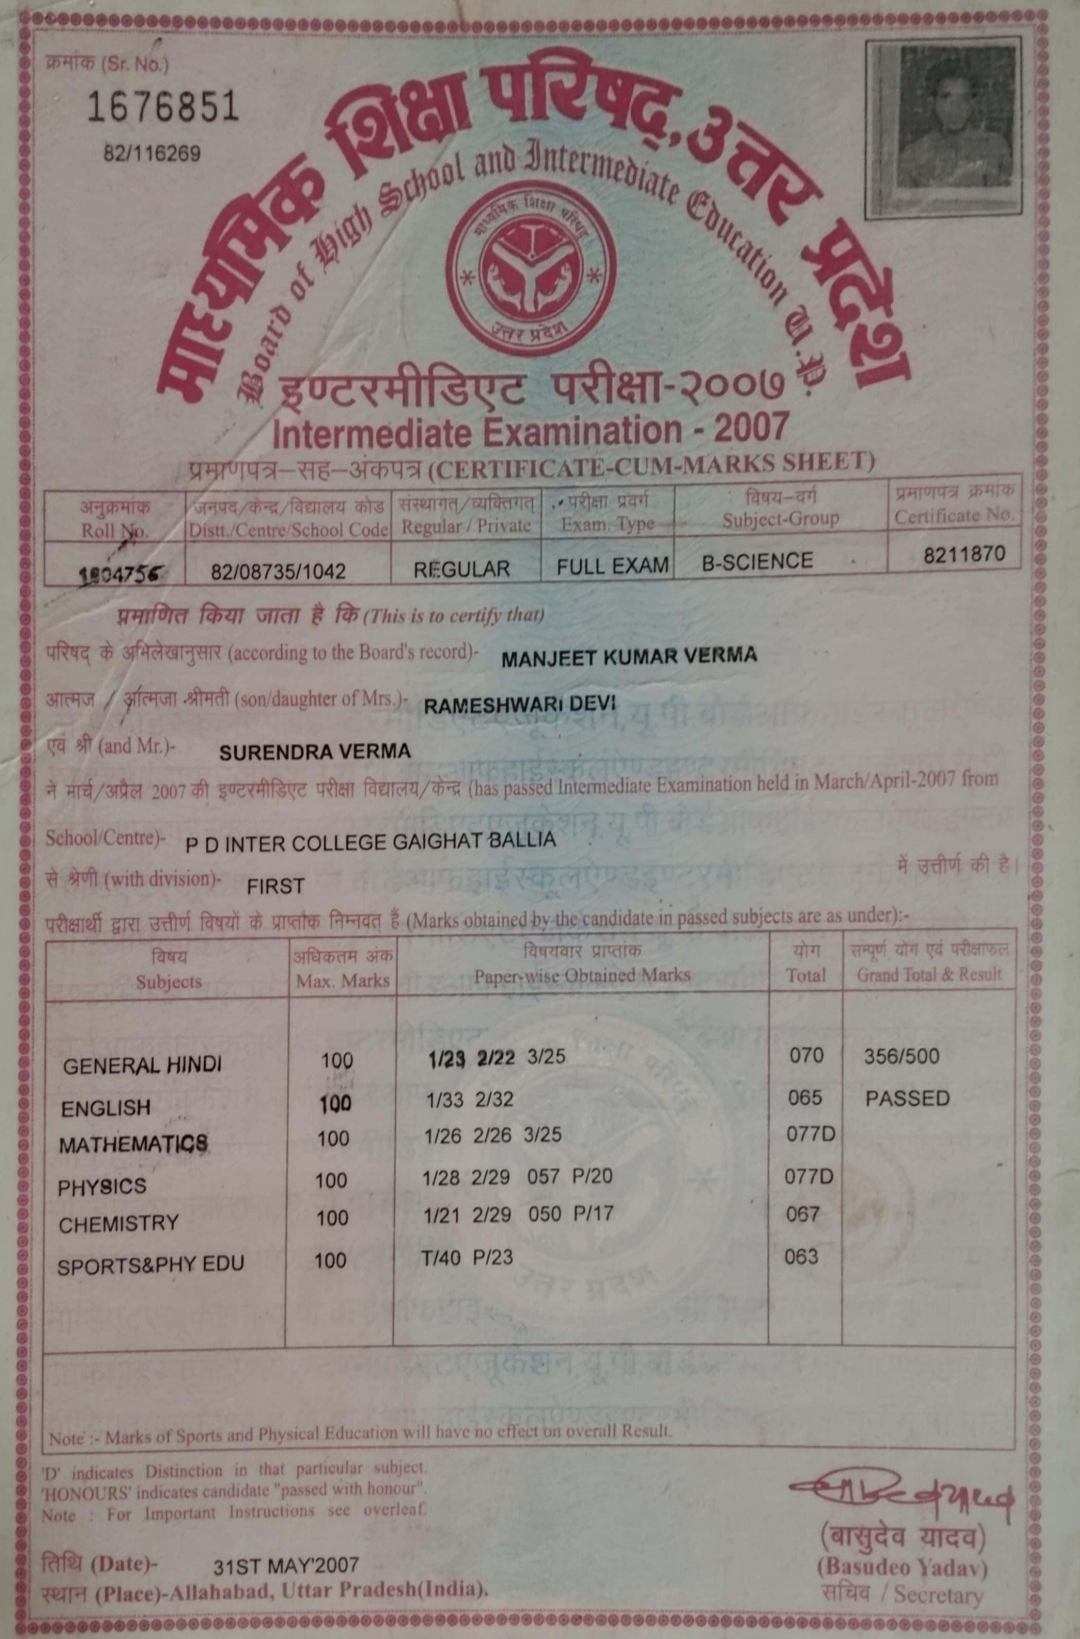 क्रमांक (Sr. No.)
1676851
82/116269
माध्यमिक शिक्षा परिषद्, उत्तर प्रदेश
Board of High School and Intermediate Education U.P.
माध्यमिक शिक्षा परिषद्
उत्तर प्रदेश
इण्टरमीडिएट परीक्षा-२००७
Intermediate Examination - 2007
प्रमाणपत्र-सह-अंकपत्र (CERTIFICATE-CUM-MARKS SHEET)
अनुक्रमांक जनपद/केन्द्र/विद्यालय कोड संस्थागत/व्यक्तिगत परीक्षा प्रवर्ग विषय-वर्ग प्रमाणपत्र क्रमांक
Roll No. Distt./Centre/School Code Regular / Private Exam. Type Subject-Group Certificate No.
1804756 82/08735/1042 REGULAR FULL EXAM B-SCIENCE 8211870
प्रमाणित किया जाता है कि (This is to certify that)
परिषद् के अभिलेखानुसार (according to the Board's record)- MANJEET KUMAR VERMA
आत्मज / आत्मजा श्रीमती (son/daughter of Mrs.)- RAMESHWARI DEVI
एवं श्री (and Mr.)- SURENDRA VERMA
ने मार्च/अप्रैल 2007 की इण्टरमीडिएट परीक्षा विद्यालय/केन्द्र (has passed Intermediate Examination held in March/April-2007 from
School/Centre)- P D INTER COLLEGE GAIGHAT BALLIA
से श्रेणी (with division)- FIRST में उत्तीर्ण की है।
परीक्षार्थी द्वारा उत्तीर्ण विषयों के प्राप्तांक निम्नवत् हैं (Marks obtained by the candidate in passed subjects are as under):-
विषय अधिकतम अंक विषयवार प्राप्तांक योग सम्पूर्ण योग एवं परीक्षाफल
Subjects Max. Marks Paper-wise Obtained Marks Total Grand Total & Result
GENERAL HINDI 100 1/23 2/22 3/25 070 356/500
ENGLISH 100 1/33 2/32 065 PASSED
MATHEMATICS 100 1/26 2/26 3/25 077D
PHYSICS 100 1/28 2/29 057 P/20 077D
CHEMISTRY 100 1/21 2/29 050 P/17 067
SPORTS&PHY EDU 100 T/40 P/23 063
Note :- Marks of Sports and Physical Education will have no effect on overall Result.
'D' indicates Distinction in that particular subject.
'HONOURS' indicates candidate "passed with honour".
Note : For Important Instructions see overleaf.
(बासुदेव यादव)
तिथि (Date)- 31ST MAY'2007 (Basudeo Yadav)
स्थान (Place)-Allahabad, Uttar Pradesh(India). सचिव / Secretary